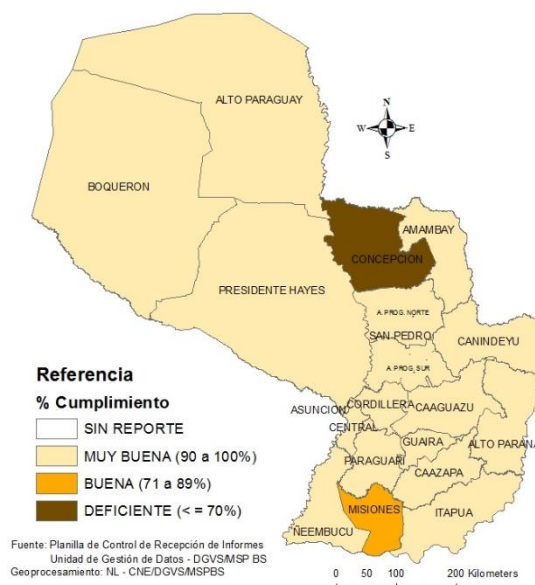 ALTO PARAGUAY
N
W E
S
BOQUERON
AMAMBAY
CONCEPCION
PRESIDENTE HAYES
A. PROG. NORTE
SAN PEDRO
CANINDEYU
A. PROG. SUR
Referencia
% Cumplimiento
SIN REPORTE
MUY BUENA (90 a 100%)
BUENA (71 a 89%)
DEFICIENTE (< = 70%)
ASUNCION
CORDILLERA
CAAGUAZU
CENTRAL
GUAIRA
ALTO PARANA
PARAGUARI
CAAZAPA
MISIONES
ITAPUA
ÑEEMBUCU
Fuente: Planilla de Control de Recepción de Informes
Unidad de Gestión de Datos - DGVS/MSP BS
Geoprocesamiento: NL - CNE/DGVS/MSPBS
0 50 100 200 Kilometers